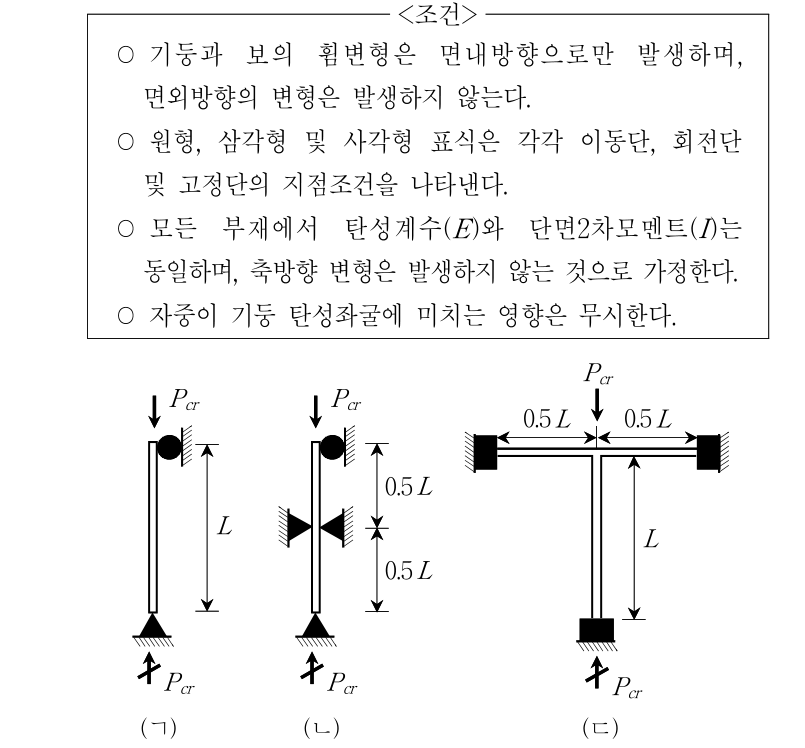 <조건>
○ 기둥과 보의 휨변형은 면내방향으로만 발생하며,
면외방향의 변형은 발생하지 않는다.
○ 원형, 삼각형 및 사각형 표식은 각각 이동단, 회전단
및 고정단의 지점조건을 나타낸다.
○ 모든 부재에서 탄성계수(E)와 단면2차모멘트(I)는
동일하며, 축방향 변형은 발생하지 않는 것으로 가정한다.
○ 자중이 기둥 탄성좌굴에 미치는 영향은 무시한다.
Pcr
L
Pcr
(ㄱ)
Pcr
0.5L
0.5L
Pcr
(ㄴ)
Pcr
0.5L 0.5L
L
Pcr
(ㄷ)